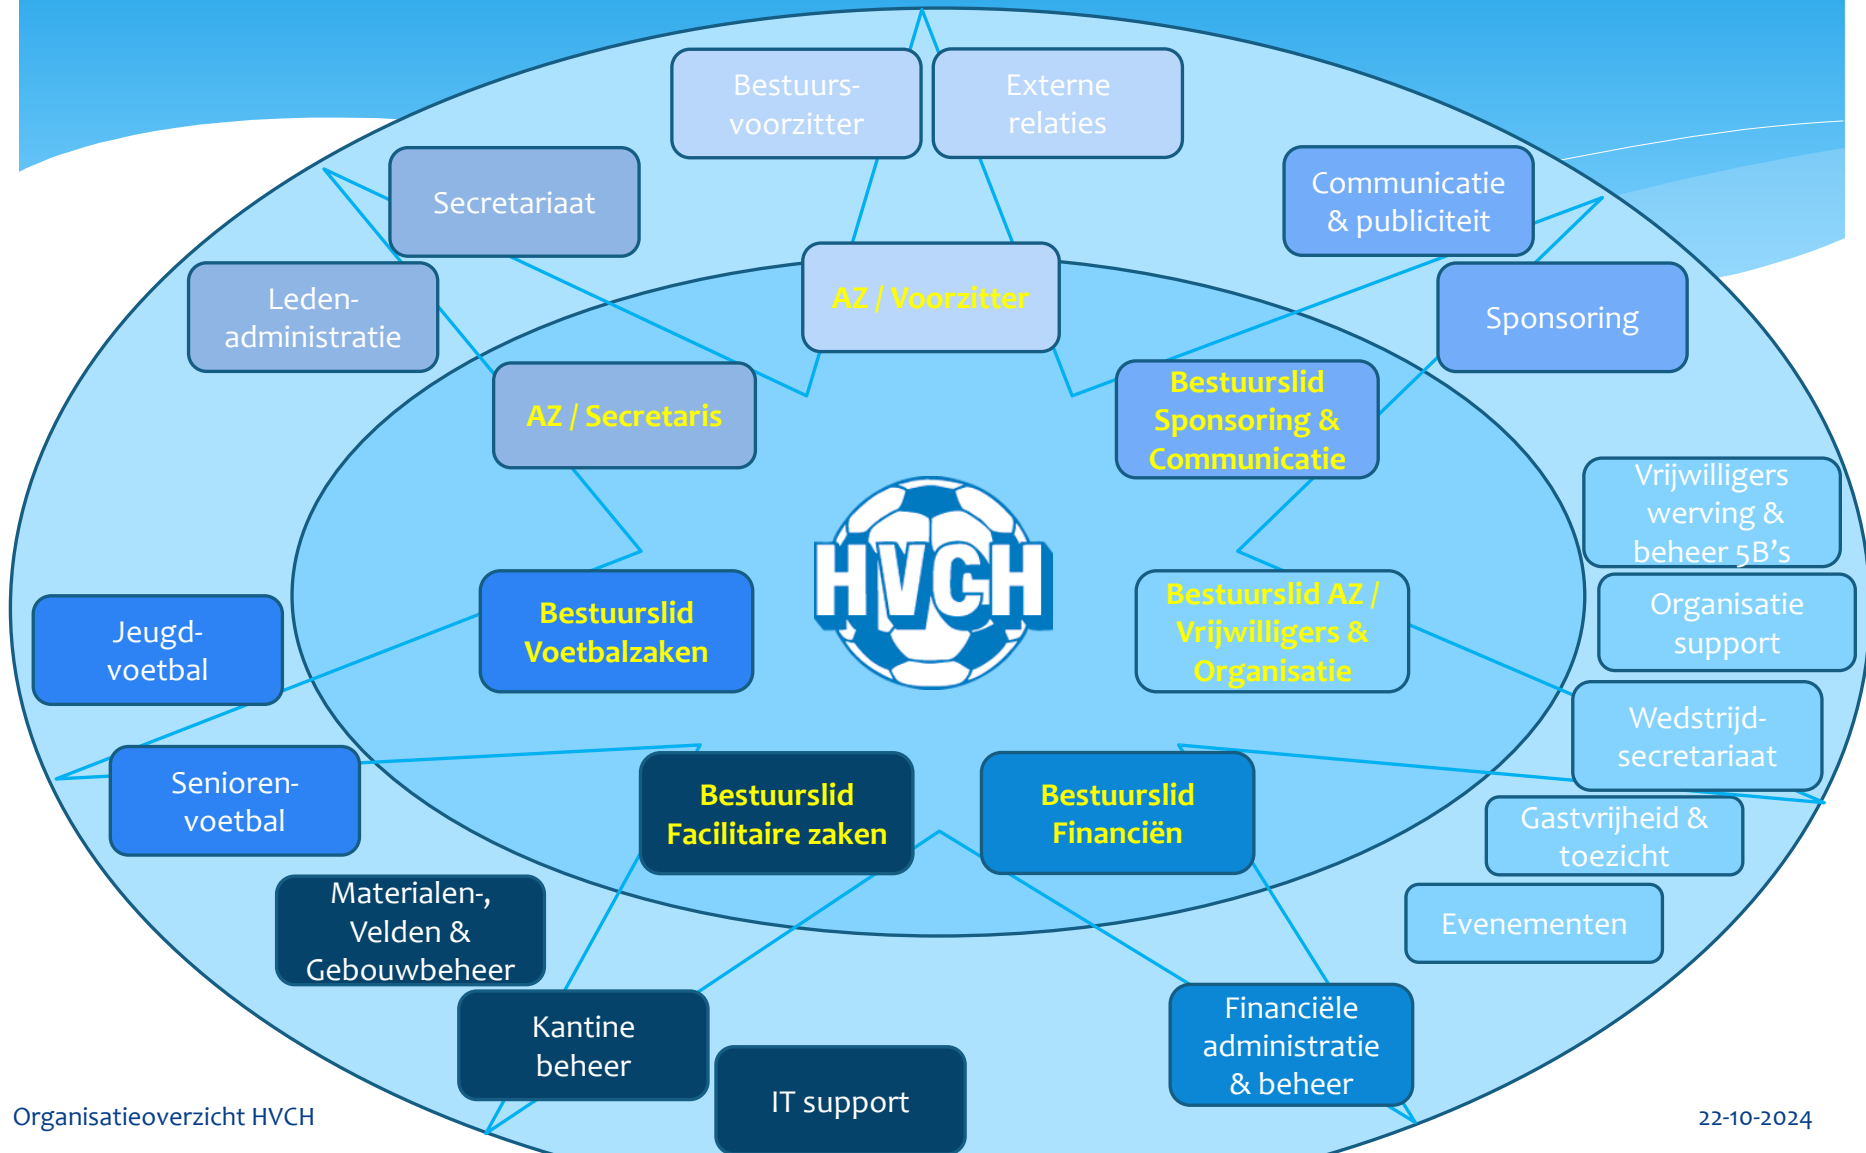 Bestuurs-
voorzitter
Externe
relaties
Secretariaat
Communicatie
& publiciteit
Leden-
administratie
AZ / Voorzitter
Sponsoring
AZ / Secretaris
Bestuurslid
Sponsoring &
Communicatie
HVCH
Vrijwilligers
werving &
beheer 5B's
Jeugd-
voetbal
Bestuurslid
Voetbalzaken
Bestuurslid AZ /
Vrijwilligers &
Organisatie
Organisatie
support
Wedstrijd-
secretariaat
Senioren-
voetbal
Bestuurslid
Facilitaire zaken
Bestuurslid
Financiën
Gastvrijheid &
toezicht
Materialen-,
Velden &
Gebouwbeheer
Evenementen
Kantine
beheer
IT support
Financiële
administratie
& beheer
Organisatieoverzicht HVCH
22-10-2024